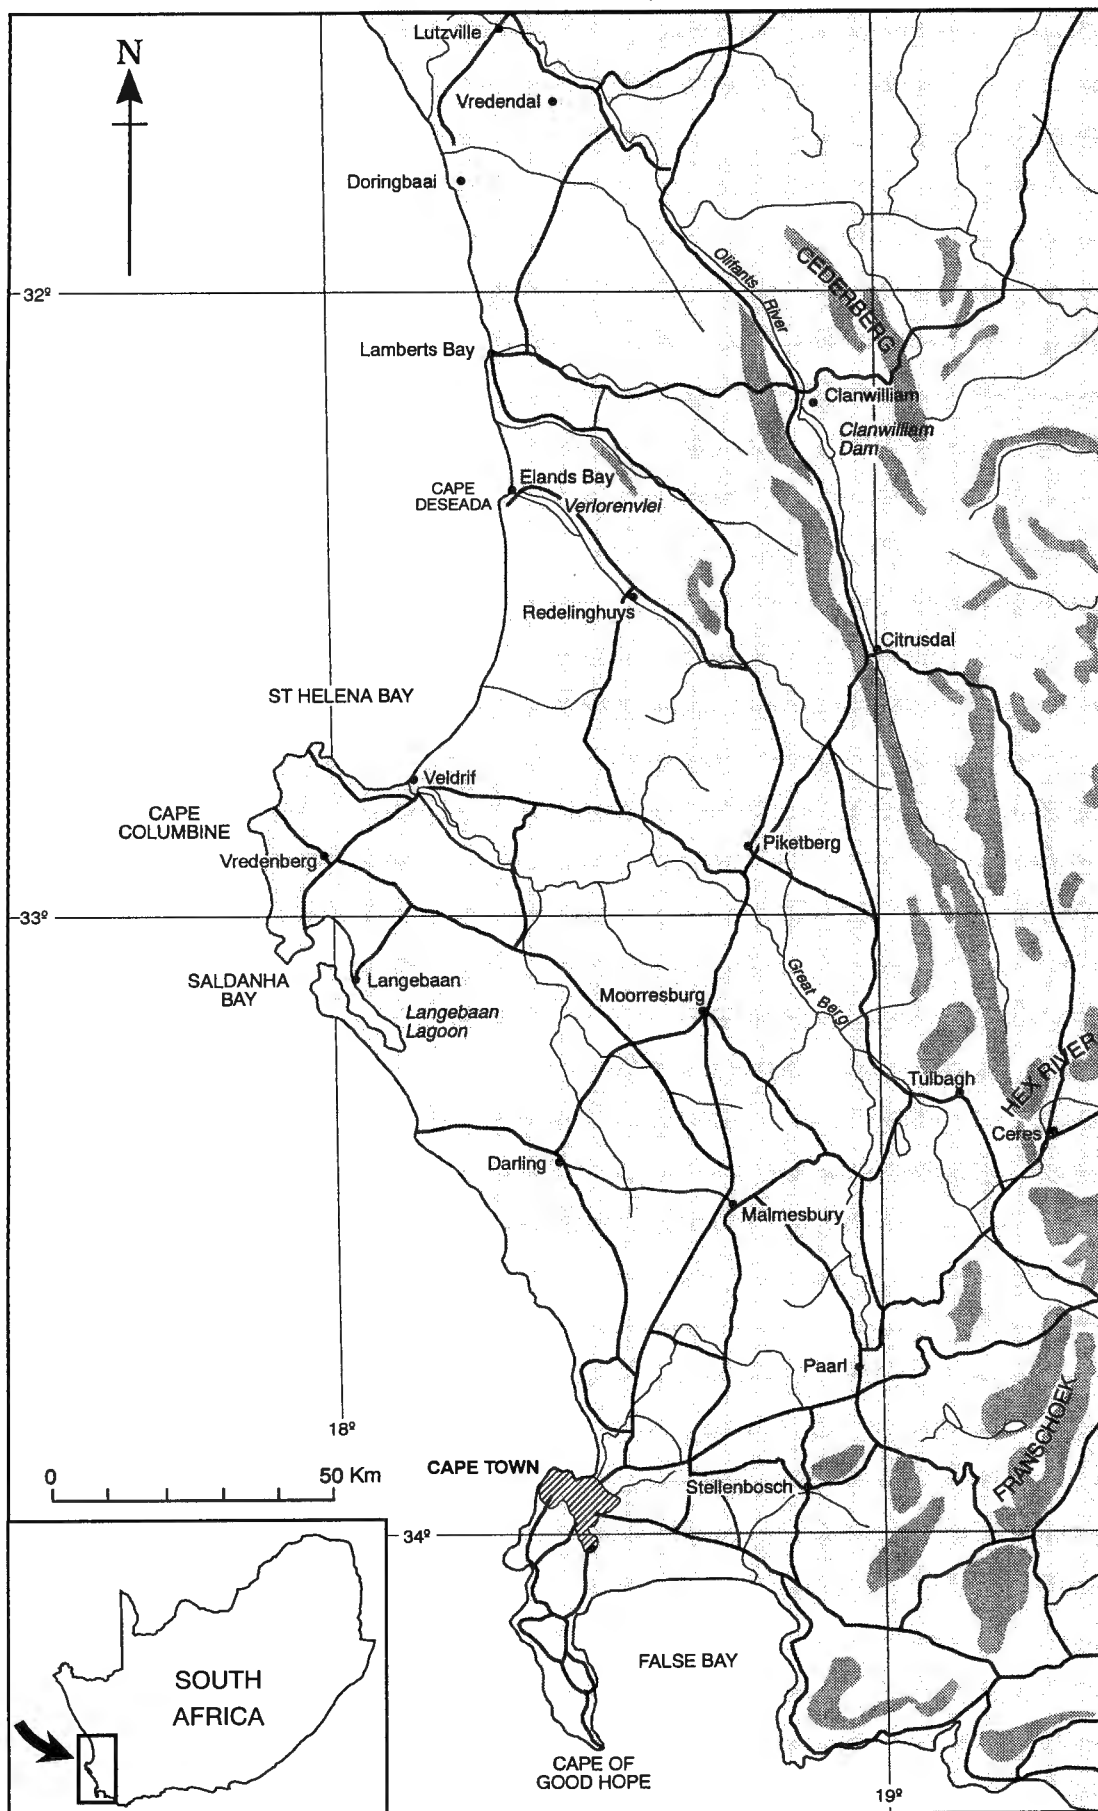 Lutzville
N
Vredendal
Doringbaai
Olifants River
CEDERBERG
32º
Lamberts Bay
Clanwilliam
Clanwilliam
Dam
Elands Bay
CAPE
DESEADA
Verlorenvlei
Redelinghuys
Citrusdal
ST HELENA BAY
Veldrif
CAPE
COLUMBINE
Piketberg
Vredenberg
33º
Great Berg
SALDANHA
BAY
Langebaan
Langebaan
Lagoon
Moorresburg
HEX RIVER
Tulbagh
Ceres
Darling
Malmesbury
Paarl
FRANSCHOEK
18º
0
50 Km
CAPE TOWN
Stellenbosch
34º
SOUTH
AFRICA
FALSE BAY
CAPE OF
GOOD HOPE
19º